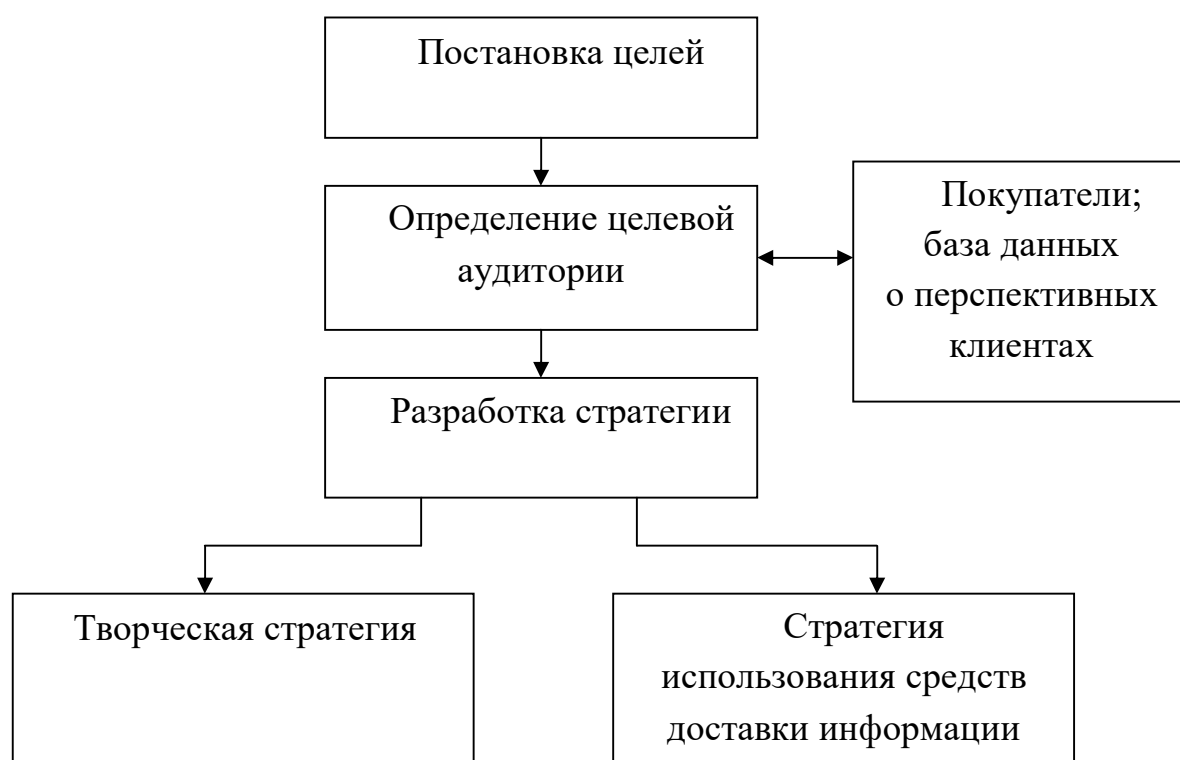 Постановка целей
Определение целевой
аудитории
Покупатели;
база данных
о перспективных
клиентах
Разработка стратегии
Творческая стратегия
Стратегия
использования средств
доставки информации